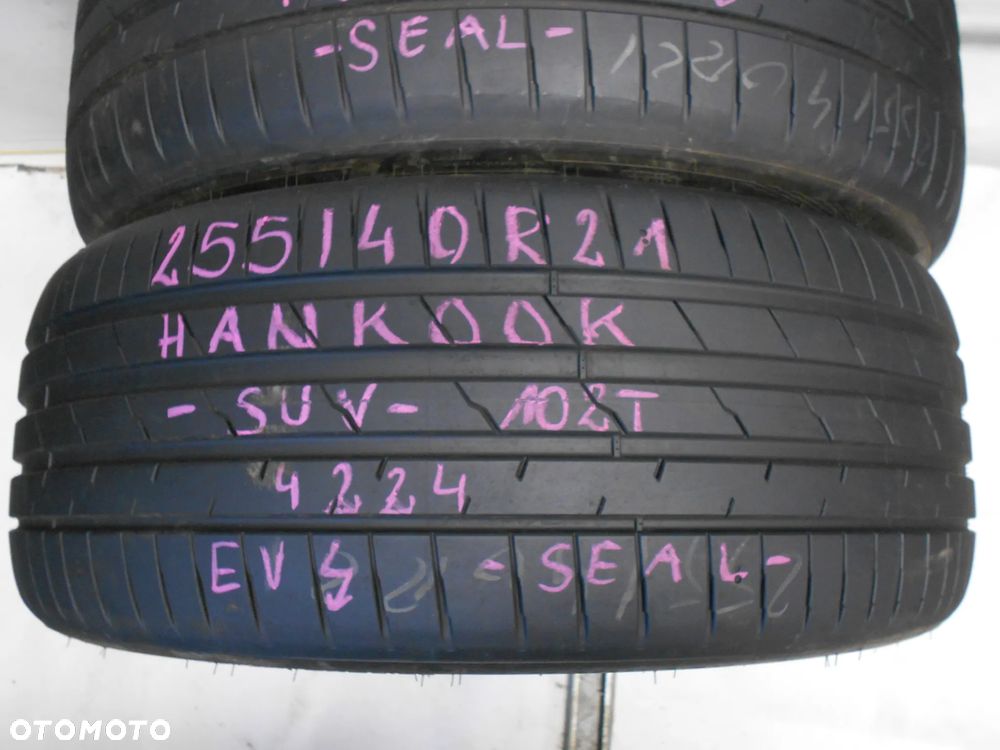 -SEAL-
255/40R21
HANKOOK
-SUV- 102T
4224
EV -SEAL-
OTOMOTO